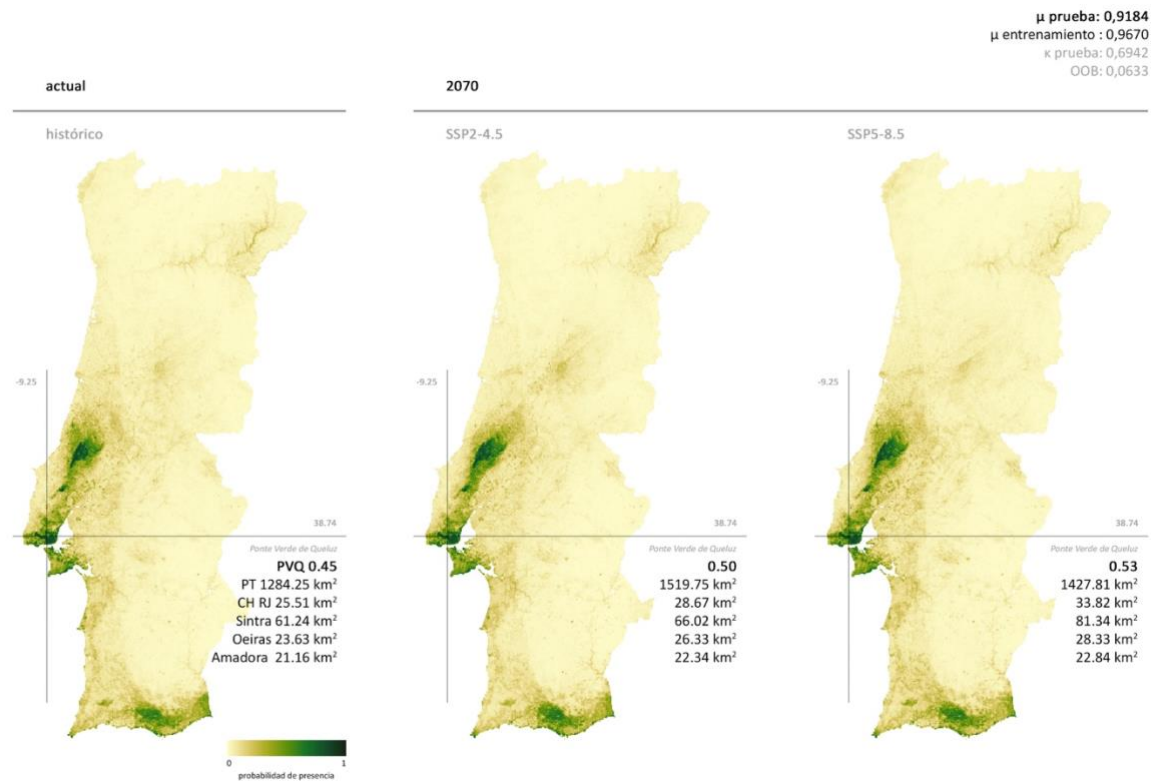 μ prueba: 0,9184
μ entrenamiento : 0,9670
κ prueba: 0,6942
OOB: 0,0633
actual
2070
histórico
SSP2-4.5
SSP5-8.5
-9.25
-9.25
-9.25
38.74
38.74
38.74
Ponte Verde de Queluz
PVQ 0.45
PT 1284.25 km²
CH RJ 25.51 km²
Sintra 61.24 km²
Oeiras 23.63 km²
Amadora 21.16 km²
Ponte Verde de Queluz
0.50
1519.75 km²
28.67 km²
66.02 km²
26.33 km²
22.34 km²
Ponte Verde de Queluz
0.53
1427.81 km²
33.82 km²
81.34 km²
28.33 km²
22.84 km²
0
1
probabilidad de presencia